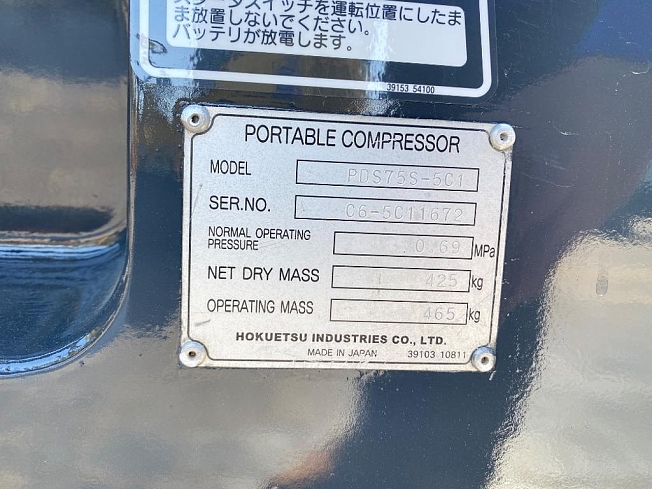 スタータスイッチを運転位置にしたま
ま放置しないでください。
バッテリが放電します。
39153 54100
PORTABLE COMPRESSOR
MODEL PDS75S-5C1
SER.NO. C6-5C11672
NORMAL OPERATING PRESSURE 0.69 MPa
NET DRY MASS 425 kg
OPERATING MASS 465 kg
HOKUETSU INDUSTRIES CO., LTD.
MADE IN JAPAN 39103 10811